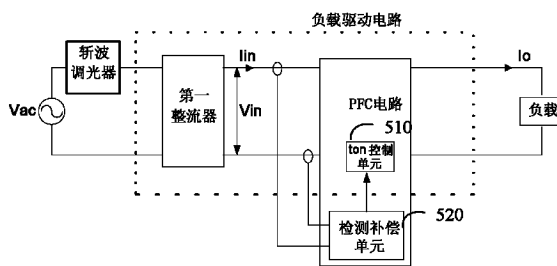 负载驱动电路
斩波
调光器
Iin
Io
第一
整流器
Vin
Vac
PFC电路
510
ton 控制
单元
负载
520
检测补偿
单元